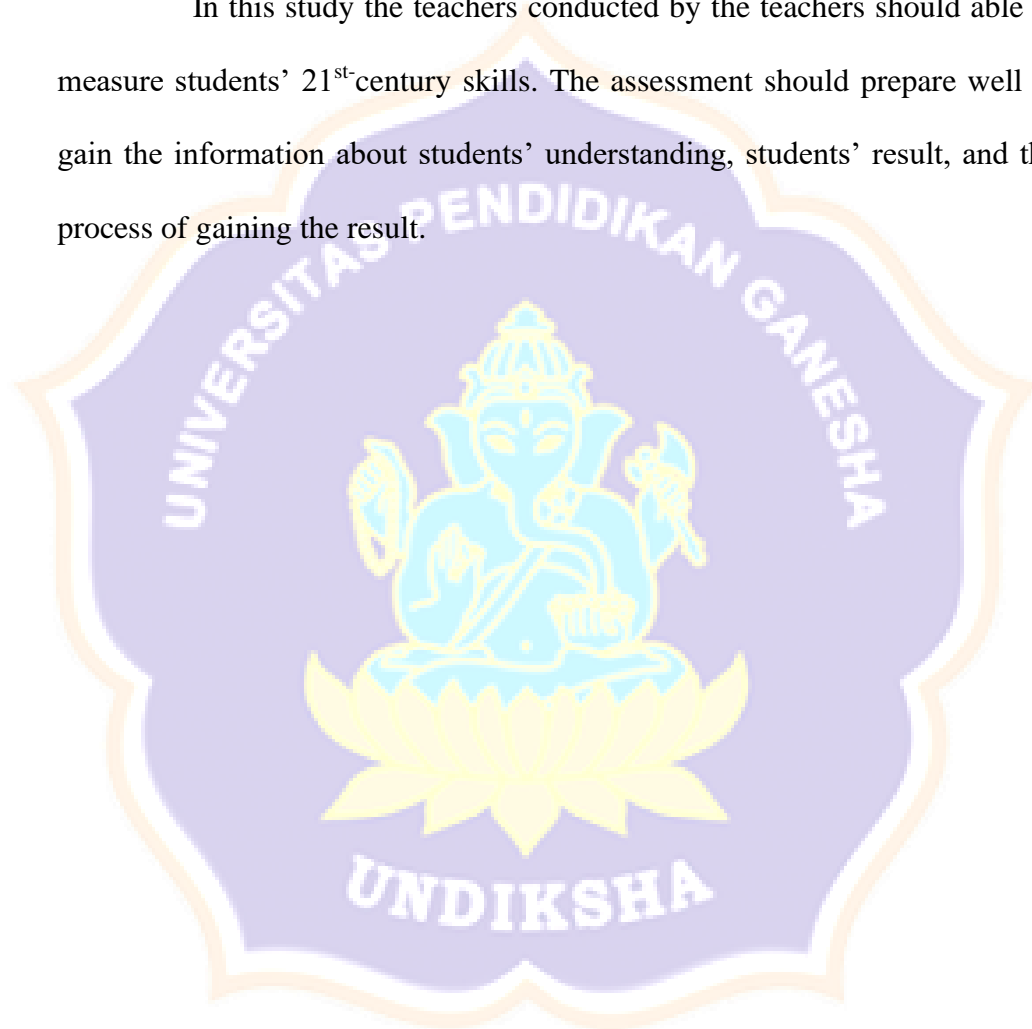 In this study the teachers conducted by the teachers should able
measure students’ 21st-century skills. The assessment should prepare well
gain the information about students’ understanding, students’ result, and
process of gaining the result.
UNIVERSITAS PENDIDIKAN GANESHA
UNDIKSHA